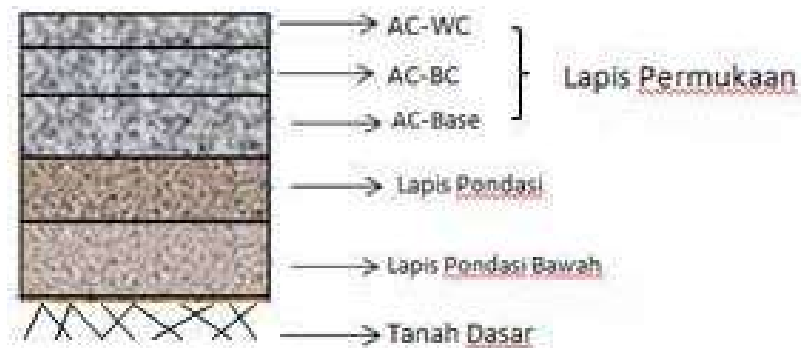 AC-WC
AC-BC
Lapis Permukaan
AC-Base
Lapis Pondasi
Lapis Pondasi Bawah
Tanah Dasar